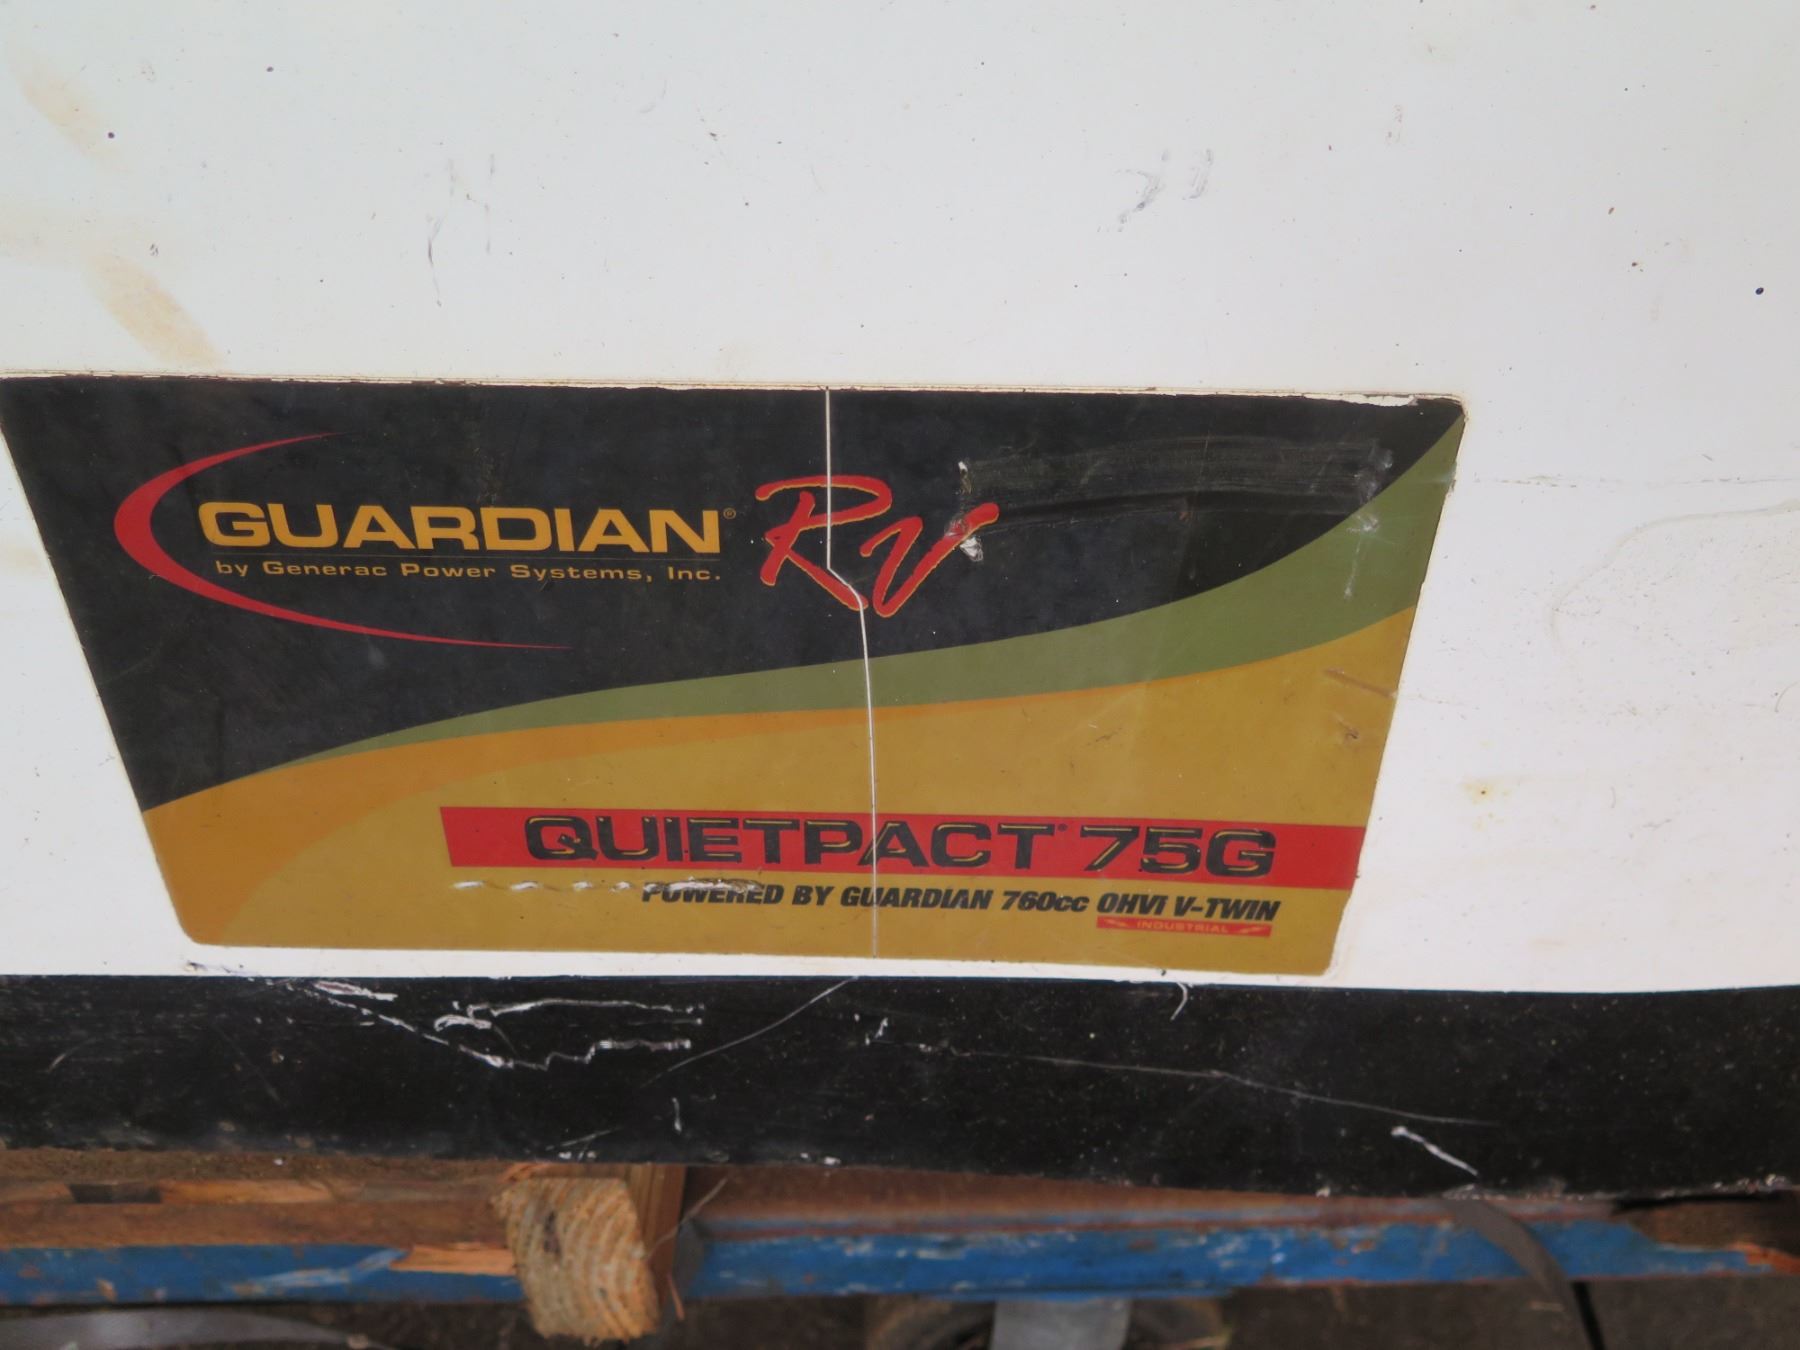 GUARDIAN® RV
by Generac Power Systems, Inc.
QUIETPACT® 75G
POWERED BY GUARDIAN 760cc OHVI V-TWIN
INDUSTRIAL